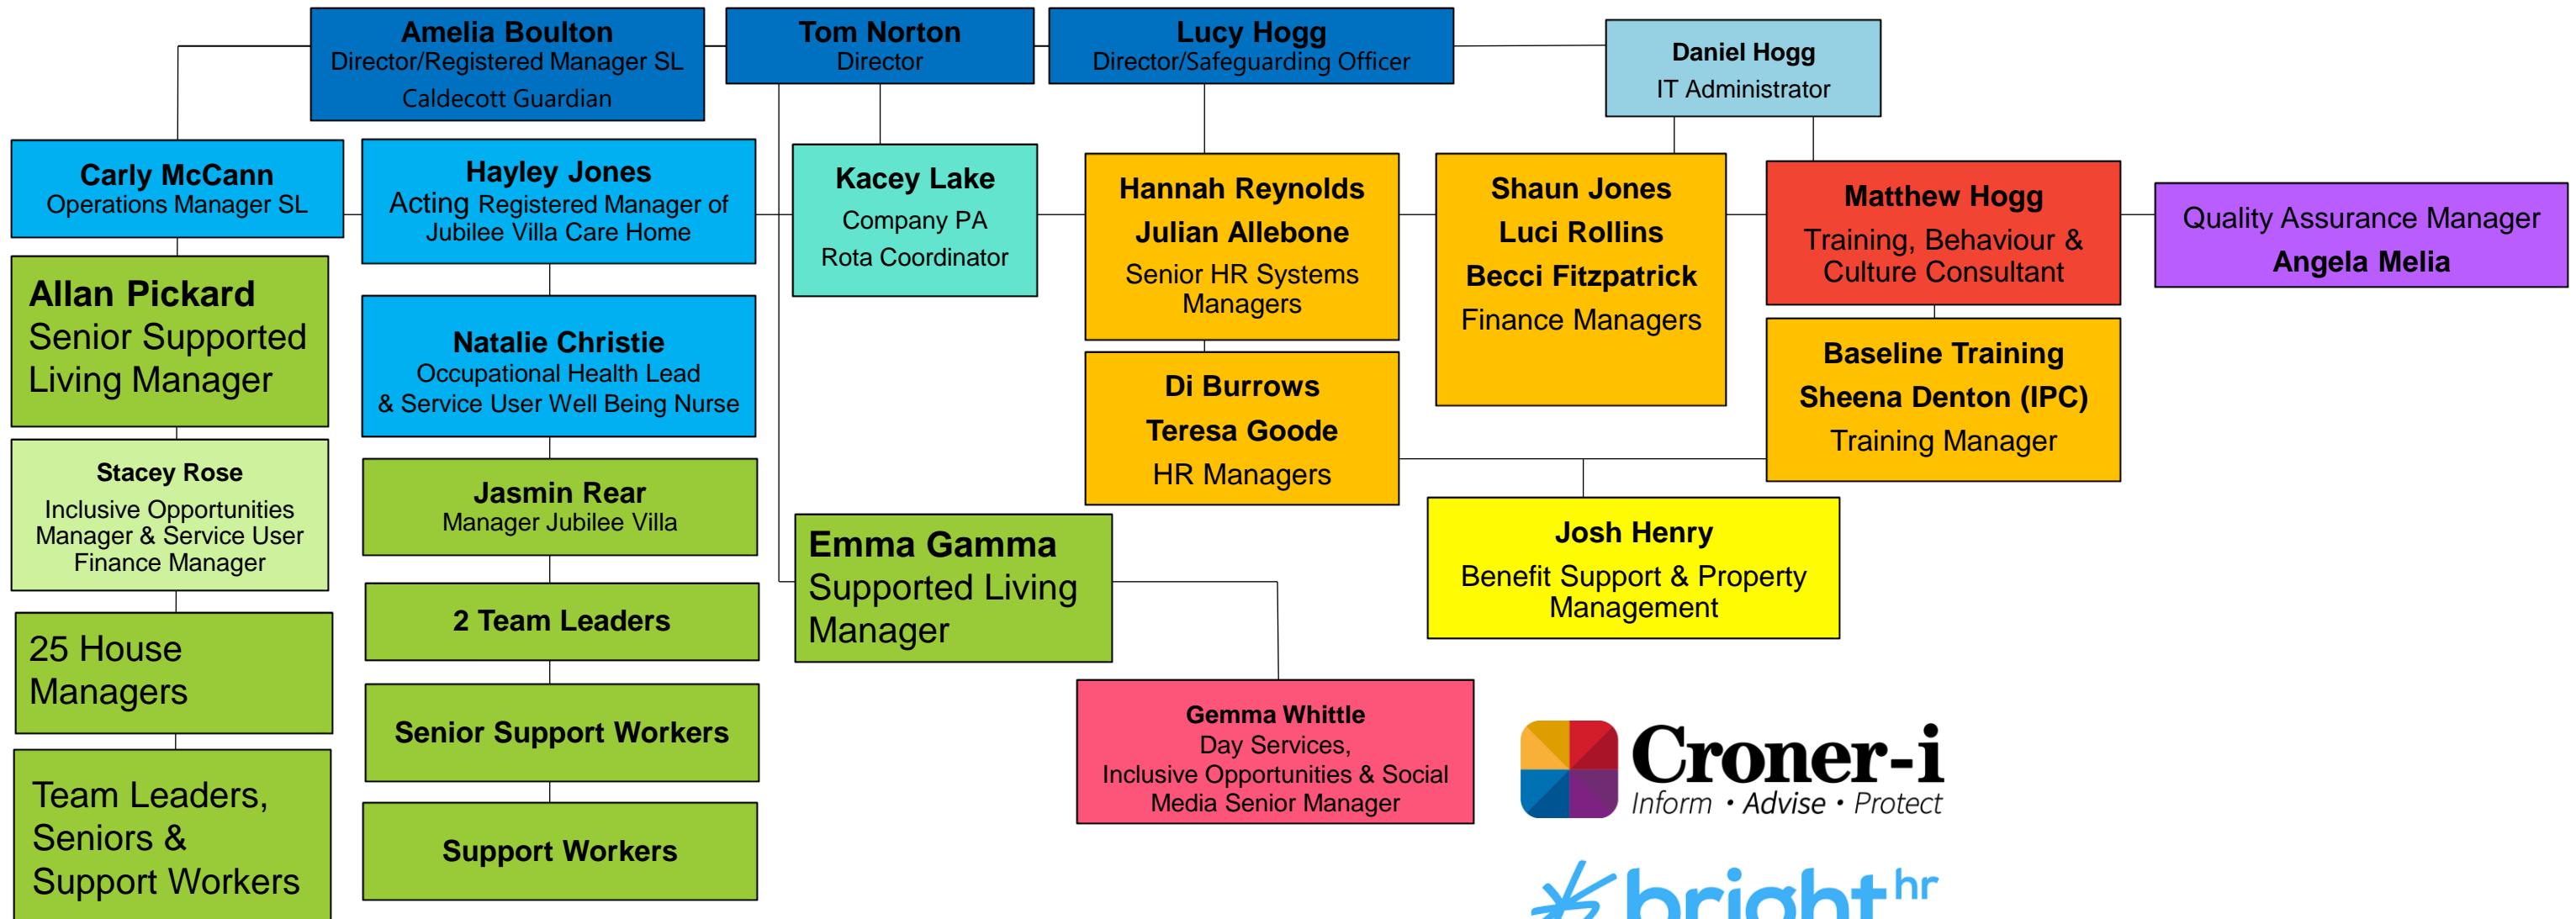 Amelia Boulton
Director/Registered Manager SL
Caldecott Guardian
Tom Norton
Director
Lucy Hogg
Director/Safeguarding Officer
Daniel Hogg
IT Administrator
Carly McCann
Operations Manager SL
Hayley Jones
Acting Registered Manager of
Jubilee Villa Care Home
Kacey Lake
Company PA
Rota Coordinator
Hannah Reynolds
Julian Allebone
Senior HR Systems
Managers
Shaun Jones
Luci Rollins
Becci Fitzpatrick
Finance Managers
Matthew Hogg
Training, Behaviour &
Culture Consultant
Quality Assurance Manager
Angela Melia
Allan Pickard
Senior Supported
Living Manager
Natalie Christie
Occupational Health Lead
& Service User Well Being Nurse
Di Burrows
Teresa Goode
HR Managers
Baseline Training
Sheena Denton (IPC)
Training Manager
Stacey Rose
Inclusive Opportunities
Manager & Service User
Finance Manager
Jasmin Rear
Manager Jubilee Villa
Emma Gamma
Supported Living
Manager
Josh Henry
Benefit Support & Property
Management
25 House
Managers
2 Team Leaders
Senior Support Workers
Gemma Whittle
Day Services,
Inclusive Opportunities & Social
Media Senior Manager
Team Leaders,
Seniors &
Support Workers
Support Workers
Croner-i
Inform • Advise • Protect
bright hr